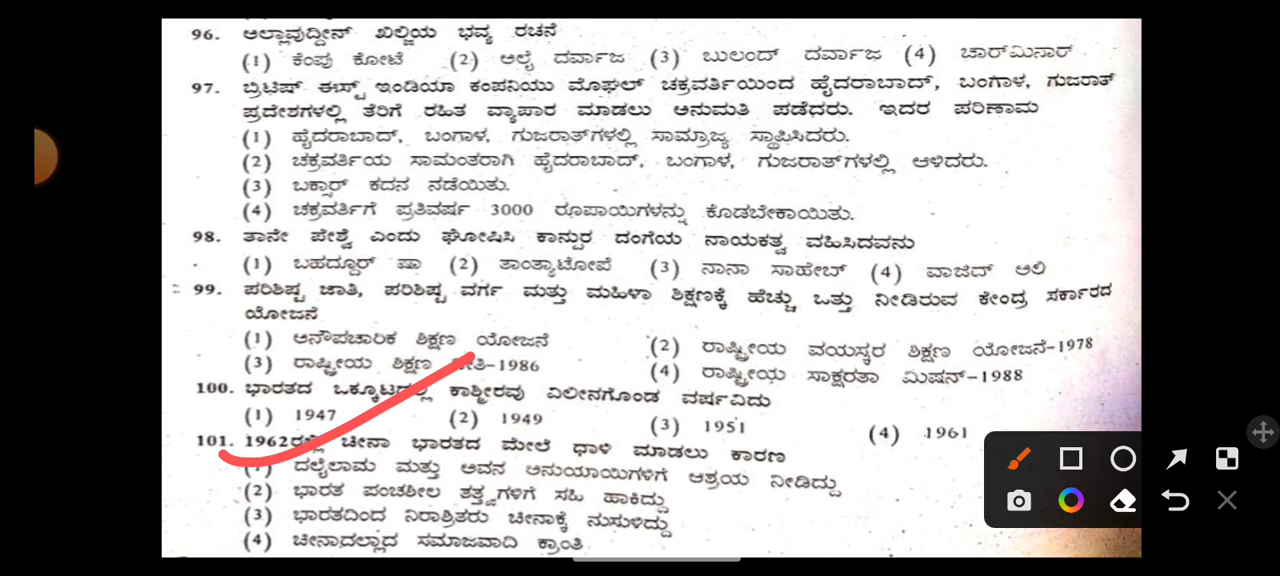 96. ಅಲ್ಲಾವುದ್ದೀನ್ ಖಿಲ್ಜಿಯ ಭವ್ಯ ರಚನೆ
(1) ಕೆಂಪು ಕೋಟೆ (2) ಅಲೈ ದರ್ವಾಜ (3) ಬುಲಂದ್ ದರ್ವಾಜ (4) ಚಾರ್‌ಮಿನಾರ್
97. ಬ್ರಿಟಿಷ್ ಈಸ್ಟ್ ಇಂಡಿಯಾ ಕಂಪನಿಯು ಮೊಘಲ್ ಚಕ್ರವರ್ತಿಯಿಂದ ಹೈದರಾಬಾದ್, ಬಂಗಾಳ, ಗುಜರಾತ್
ಪ್ರದೇಶಗಳಲ್ಲಿ ತೆರಿಗೆ ರಹಿತ ವ್ಯಾಪಾರ ಮಾಡಲು ಅನುಮತಿ ಪಡೆದರು. ಇದರ ಪರಿಣಾಮ
(1) ಹೈದರಾಬಾದ್, ಬಂಗಾಳ, ಗುಜರಾತ್‌ಗಳಲ್ಲಿ ಸಾಮ್ರಾಜ್ಯ ಸ್ಥಾಪಿಸಿದರು.
(2) ಚಕ್ರವರ್ತಿಯ ಸಾಮಂತರಾಗಿ ಹೈದರಾಬಾದ್, ಬಂಗಾಳ, ಗುಜರಾತ್‌ಗಳಲ್ಲಿ ಆಳಿದರು.
(3) ಬಕ್ಸಾರ್ ಕದನ ನಡೆಯಿತು.
(4) ಚಕ್ರವರ್ತಿಗೆ ಪ್ರತಿವರ್ಷ 3000 ರೂಪಾಯಿಗಳನ್ನು ಕೊಡಬೇಕಾಯಿತು.
98. ತಾನೇ ಪೇಶ್ವೆ ಎಂದು ಘೋಷಿಸಿ ಕಾನ್ಪುರ ದಂಗೆಯ ನಾಯಕತ್ವ ವಹಿಸಿದವನು
(1) ಬಹದ್ದೂರ್ ಷಾ (2) ತಾಂತ್ಯಾಟೋಪೆ (3) ನಾನಾ ಸಾಹೇಬ್ (4) ವಾಜಿದ್ ಅಲಿ
99. ಪರಿಶಿಷ್ಟ ಜಾತಿ, ಪರಿಶಿಷ್ಟ ವರ್ಗ ಮತ್ತು ಮಹಿಳಾ ಶಿಕ್ಷಣಕ್ಕೆ ಹೆಚ್ಚು ಒತ್ತು ನೀಡಿರುವ ಕೇಂದ್ರ ಸರ್ಕಾರದ
ಯೋಜನೆ
(1) ಅನೌಪಚಾರಿಕ ಶಿಕ್ಷಣ ಯೋಜನೆ (2) ರಾಷ್ಟ್ರೀಯ ವಯಸ್ಕರ ಶಿಕ್ಷಣ ಯೋಜನೆ-1978
(3) ರಾಷ್ಟ್ರೀಯ ಶಿಕ್ಷಣ ನೀತಿ-1986 (4) ರಾಷ್ಟ್ರೀಯ ಸಾಕ್ಷರತಾ ಮಿಷನ್-1988
100. ಭಾರತದ ಒಕ್ಕೂಟದಲ್ಲಿ ಕಾಶ್ಮೀರವು ವಿಲೀನಗೊಂಡ ವರ್ಷವಿದು
(1) 1947 (2) 1949 (3) 1951 (4) 1961
101. 1962ರಲ್ಲಿ ಚೀನಾ ಭಾರತದ ಮೇಲೆ ಧಾಳಿ ಮಾಡಲು ಕಾರಣ
(1) ದಲೈಲಾಮ ಮತ್ತು ಅವನ ಅನುಯಾಯಿಗಳಿಗೆ ಆಶ್ರಯ ನೀಡಿದ್ದು
(2) ಭಾರತ ಪಂಚಶೀಲ ತತ್ತ್ವಗಳಿಗೆ ಸಹಿ ಹಾಕಿದ್ದು
(3) ಭಾರತದಿಂದ ನಿರಾಶ್ರಿತರು ಚೀನಾಕ್ಕೆ ನುಸುಳಿದ್ದು
(4) ಚೀನಾದಲ್ಲಾದ ಸಮಾಜವಾದಿ ಕ್ರಾಂತಿ